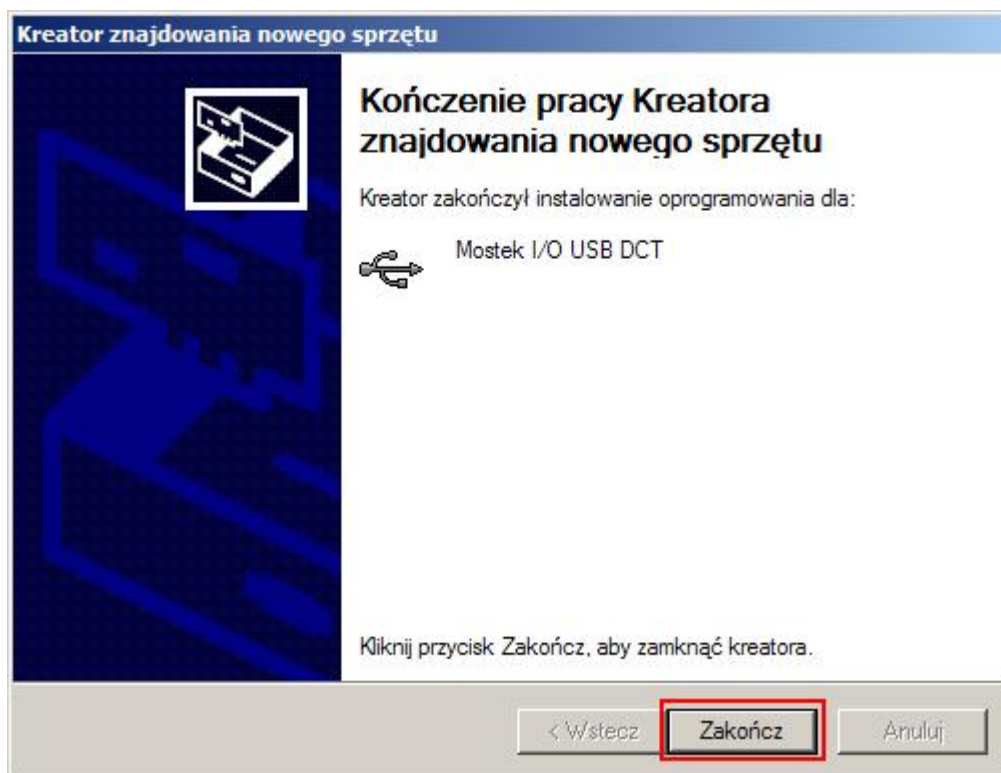 Kreator znajdowania nowego sprzętu
Kończenie pracy Kreatora
znajdowania nowego sprzętu
Kreator zakończył instalowanie oprogramowania dla:
Mostek I/O USB DCT
Kliknij przycisk Zakończ, aby zamknąć kreatora.
< Wstecz Zakończ Anuluj